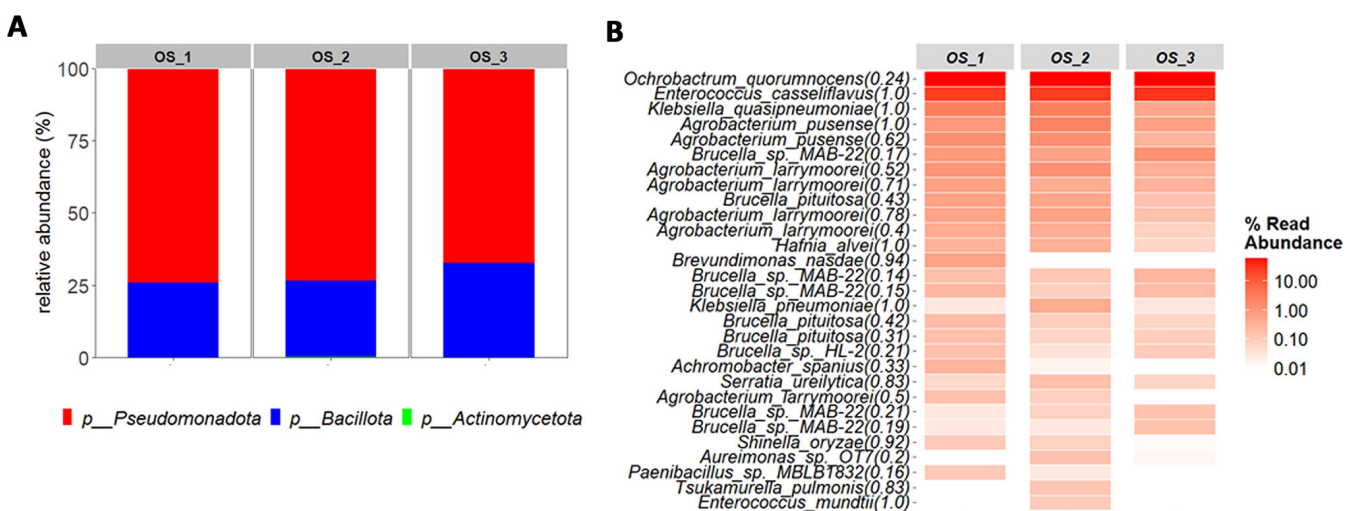 A
OS_1 OS_2 OS_3
100
75
50
25
0
relative abundance (%)
p__Pseudomonadota p__Bacillota p__Actinomycetota
B
OS_1 OS_2 OS_3
Ochrobactrum_quorumnocens(0.24)
Enterococcus_casseliflavus(1.0)
Klebsiella_quasipneumoniae(1.0)
Agrobacterium_pusense(1.0)
Agrobacterium_pusense(0.62)
Brucella_sp._MAB-22(0.17)
Agrobacterium_larrymoorei(0.52)
Agrobacterium_larrymoorei(0.71)
Brucella_pituitosa(0.43)
Agrobacterium_larrymoorei(0.78)
Agrobacterium_larrymoorei(0.4)
Hafnia_alvei(1.0)
Brevundimonas_nasdae(0.94)
Brucella_sp._MAB-22(0.14)
Brucella_sp._MAB-22(0.15)
Klebsiella_pneumoniae(1.0)
Brucella_pituitosa(0.42)
Brucella_pituitosa(0.31)
Brucella_sp._HL-2(0.21)
Achromobacter_spanius(0.33)
Serratia_ureilytica(0.83)
Agrobacterium_larrymoorei(0.5)
Brucella_sp._MAB-22(0.21)
Brucella_sp._MAB-22(0.19)
Shinella_oryzae(0.92)
Aureimonas_sp._OT7(0.2)
Paenibacillus_sp._MBLB1832(0.16)
Tsukamurella_pulmonis(0.83)
Enterococcus_mundtii(1.0)
% Read
Abundance
10.00
1.00
0.10
0.01